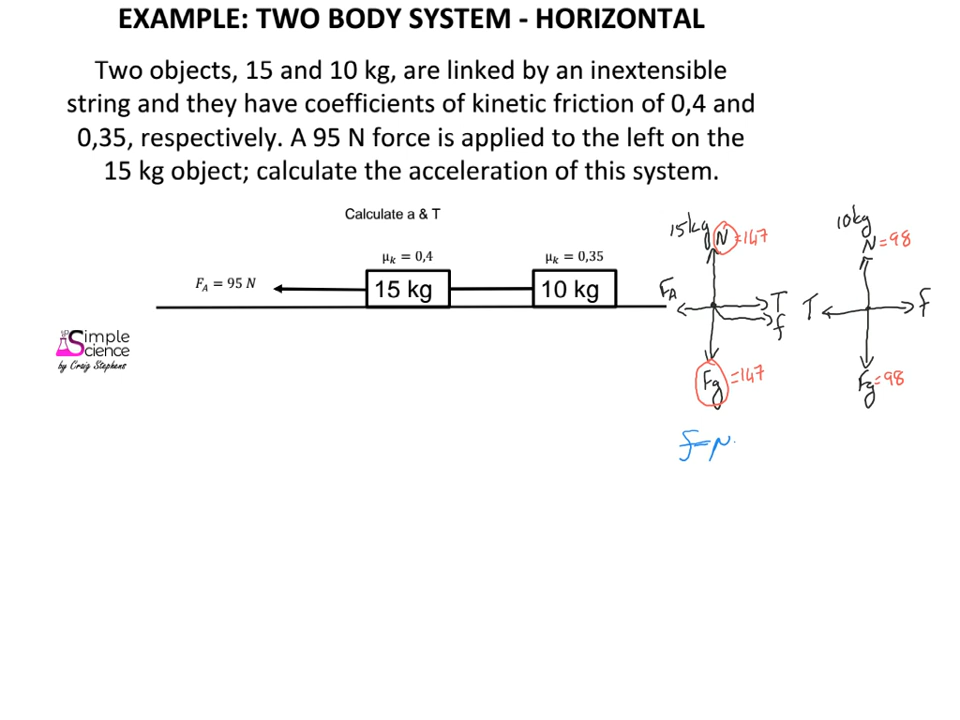 EXAMPLE: TWO BODY SYSTEM - HORIZONTAL
Two objects, 15 and 10 kg, are linked by an inextensible
string and they have coefficients of kinetic friction of 0,4 and
0,35, respectively. A 95 N force is applied to the left on the
15 kg object; calculate the acceleration of this system.
Calculate a & T
μₖ = 0,4
μₖ = 0,35
F_A = 95 N
15 kg
10 kg
Simple
Science
by Craig Stephens
15kg
N =147
F_A
T
f
Fg =147
10kg
N =98
T
f
Fg =98
f=μ